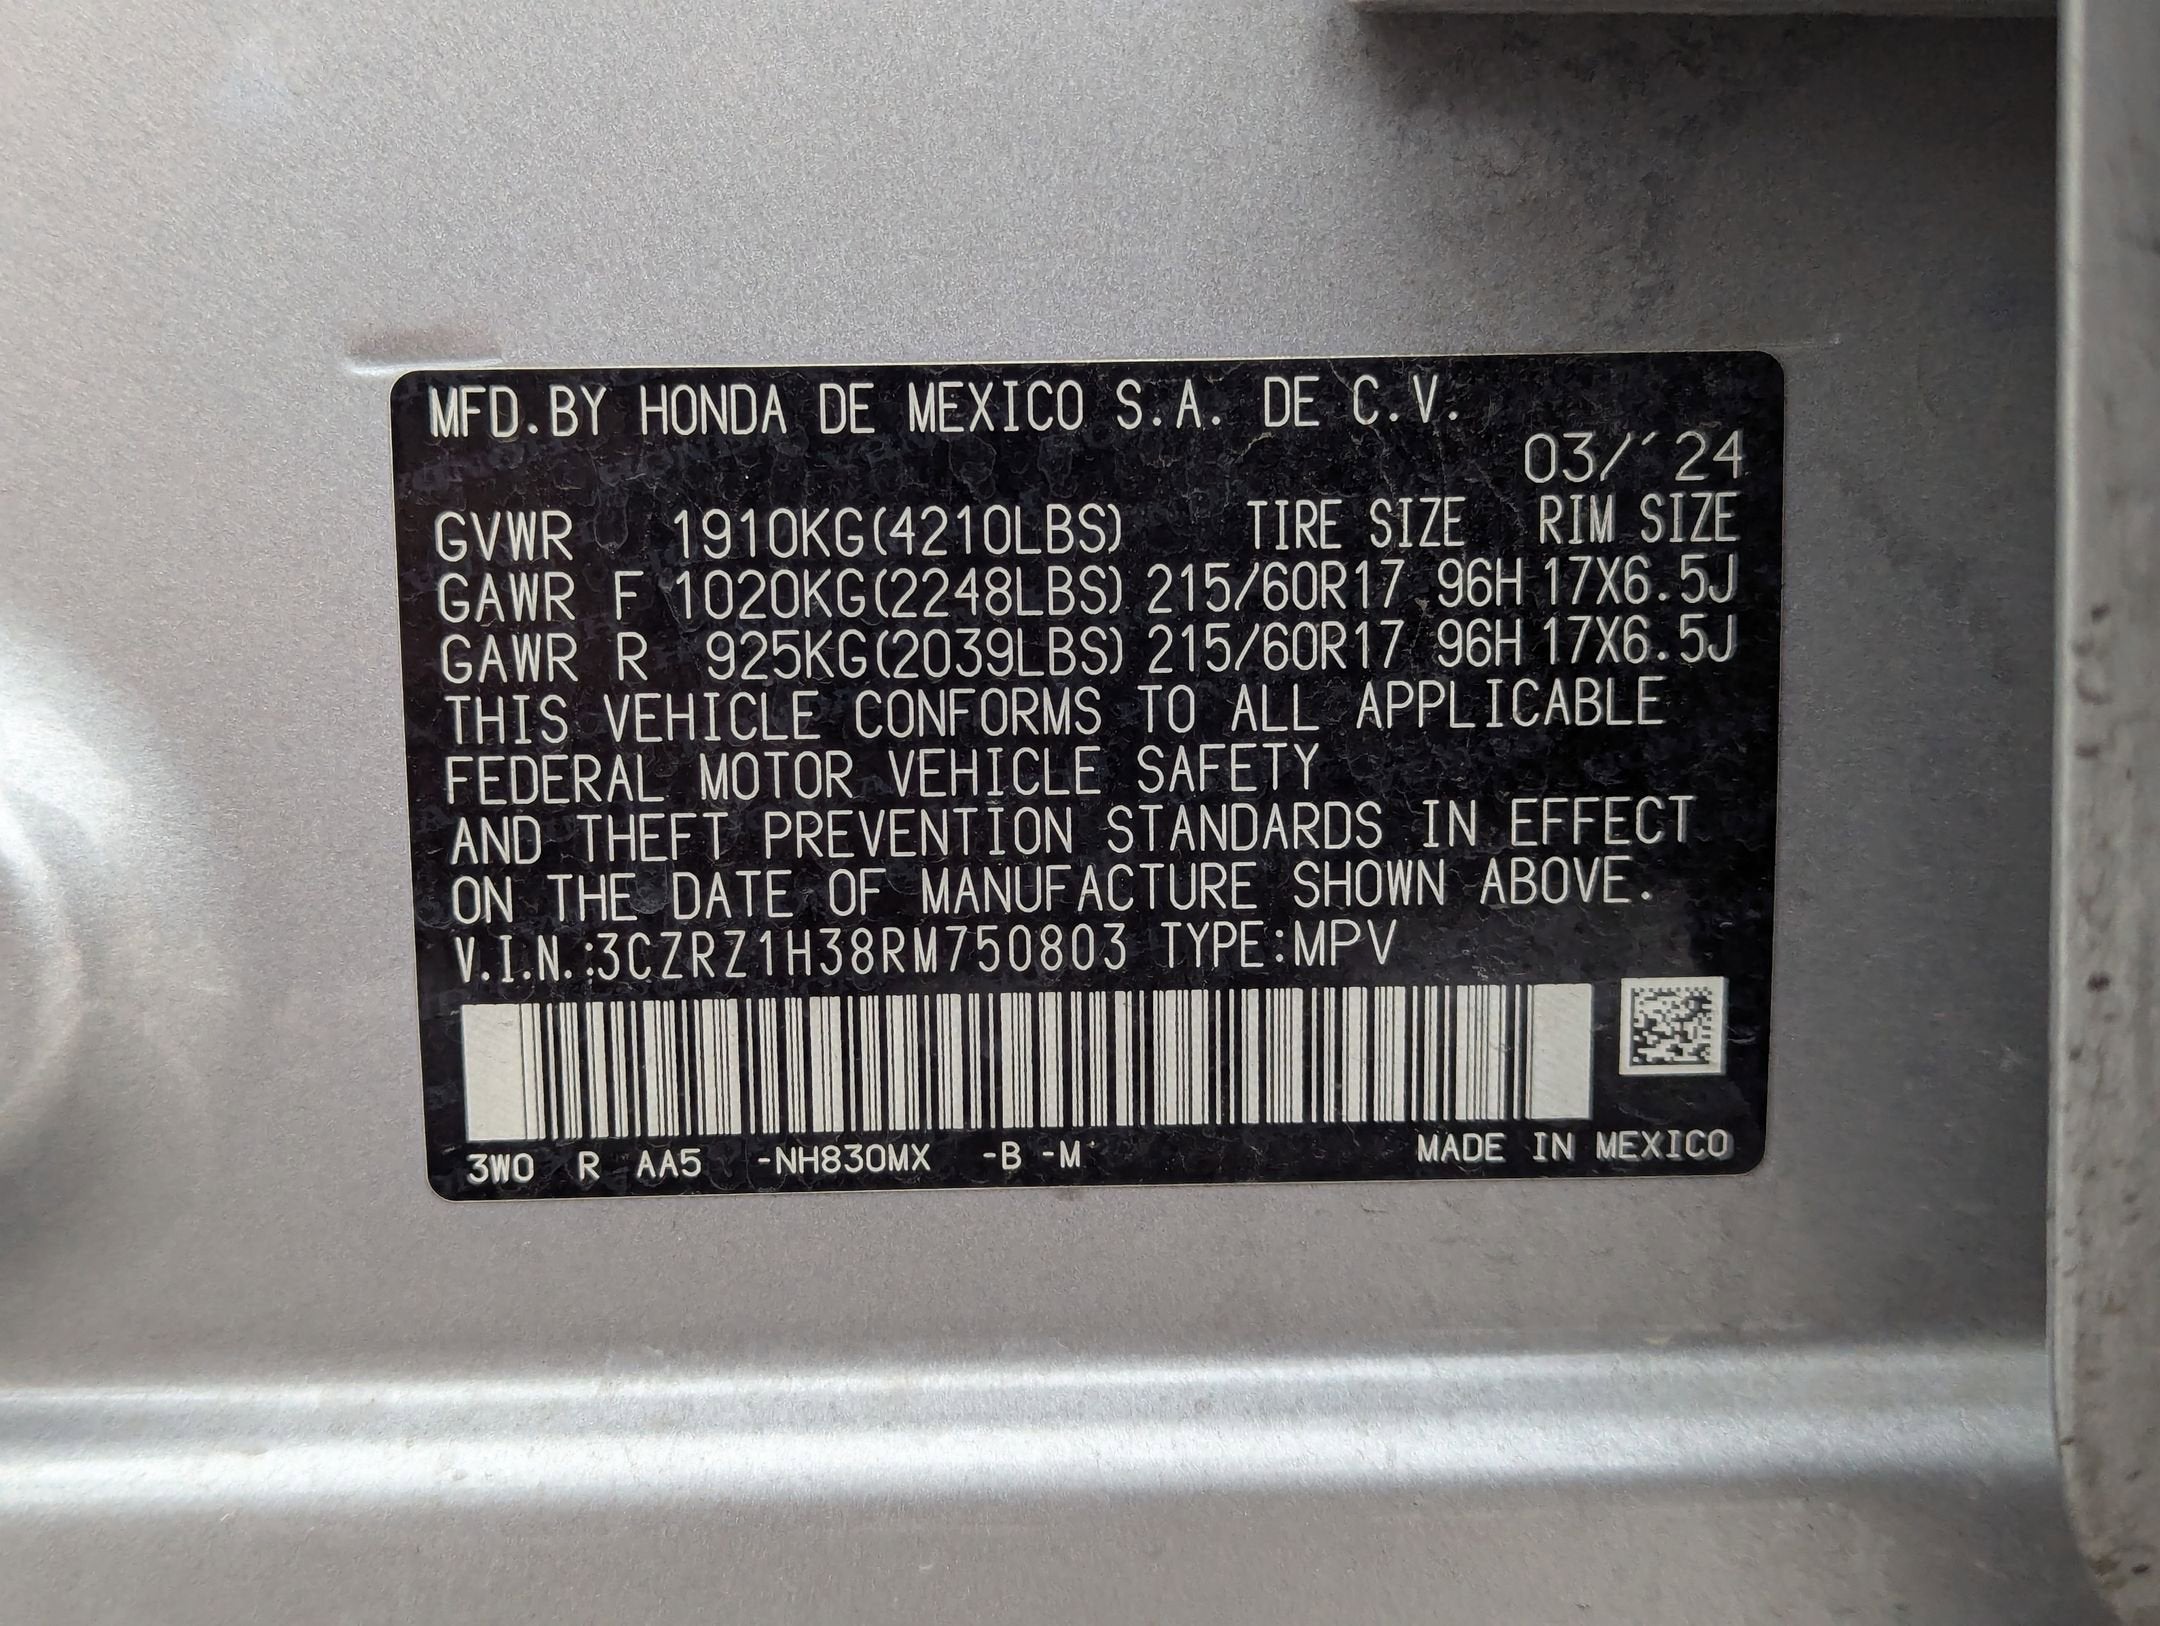 MFD.BY HONDA DE MEXICO S.A. DE C.V.
03/´24
GVWR 1910KG(4210LBS) TIRE SIZE RIM SIZE
GAWR F 1020KG(2248LBS) 215/60R17 96H 17X6.5J
GAWR R 925KG(2039LBS) 215/60R17 96H 17X6.5J
THIS VEHICLE CONFORMS TO ALL APPLICABLE
FEDERAL MOTOR VEHICLE SAFETY
AND THEFT PREVENTION STANDARDS IN EFFECT
ON THE DATE OF MANUFACTURE SHOWN ABOVE.
V.I.N.:3CZRZ1H38RM750803 TYPE:MPV
3W0 R AA5 -NH830MX -B -M MADE IN MEXICO